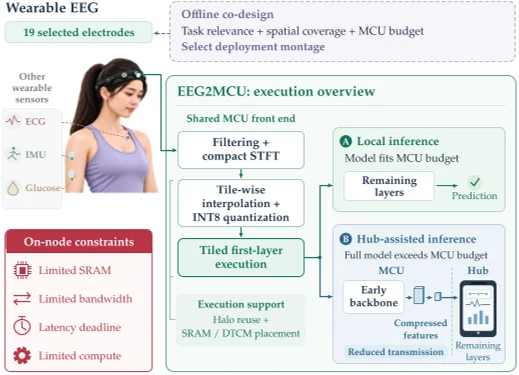 Wearable EEG
19 selected electrodes
Offline co-design
Task relevance + spatial coverage + MCU budget
Select deployment montage
Other
wearable
sensors
ECG
IMU
Glucose
On-node constraints
Limited SRAM
Limited bandwidth
Latency deadline
Limited compute
EEG2MCU: execution overview
Shared MCU front end
Filtering +
compact STFT
Tile-wise
interpolation +
INT8 quantization
Tiled first-layer
execution
Execution support
Halo reuse +
SRAM / DTCM placement
A Local inference
Model fits MCU budget
Remaining
layers
Prediction
B Hub-assisted inference
Full model exceeds MCU budget
MCU
Hub
Early
backbone
Compressed
features
Reduced transmission
Remaining
layers